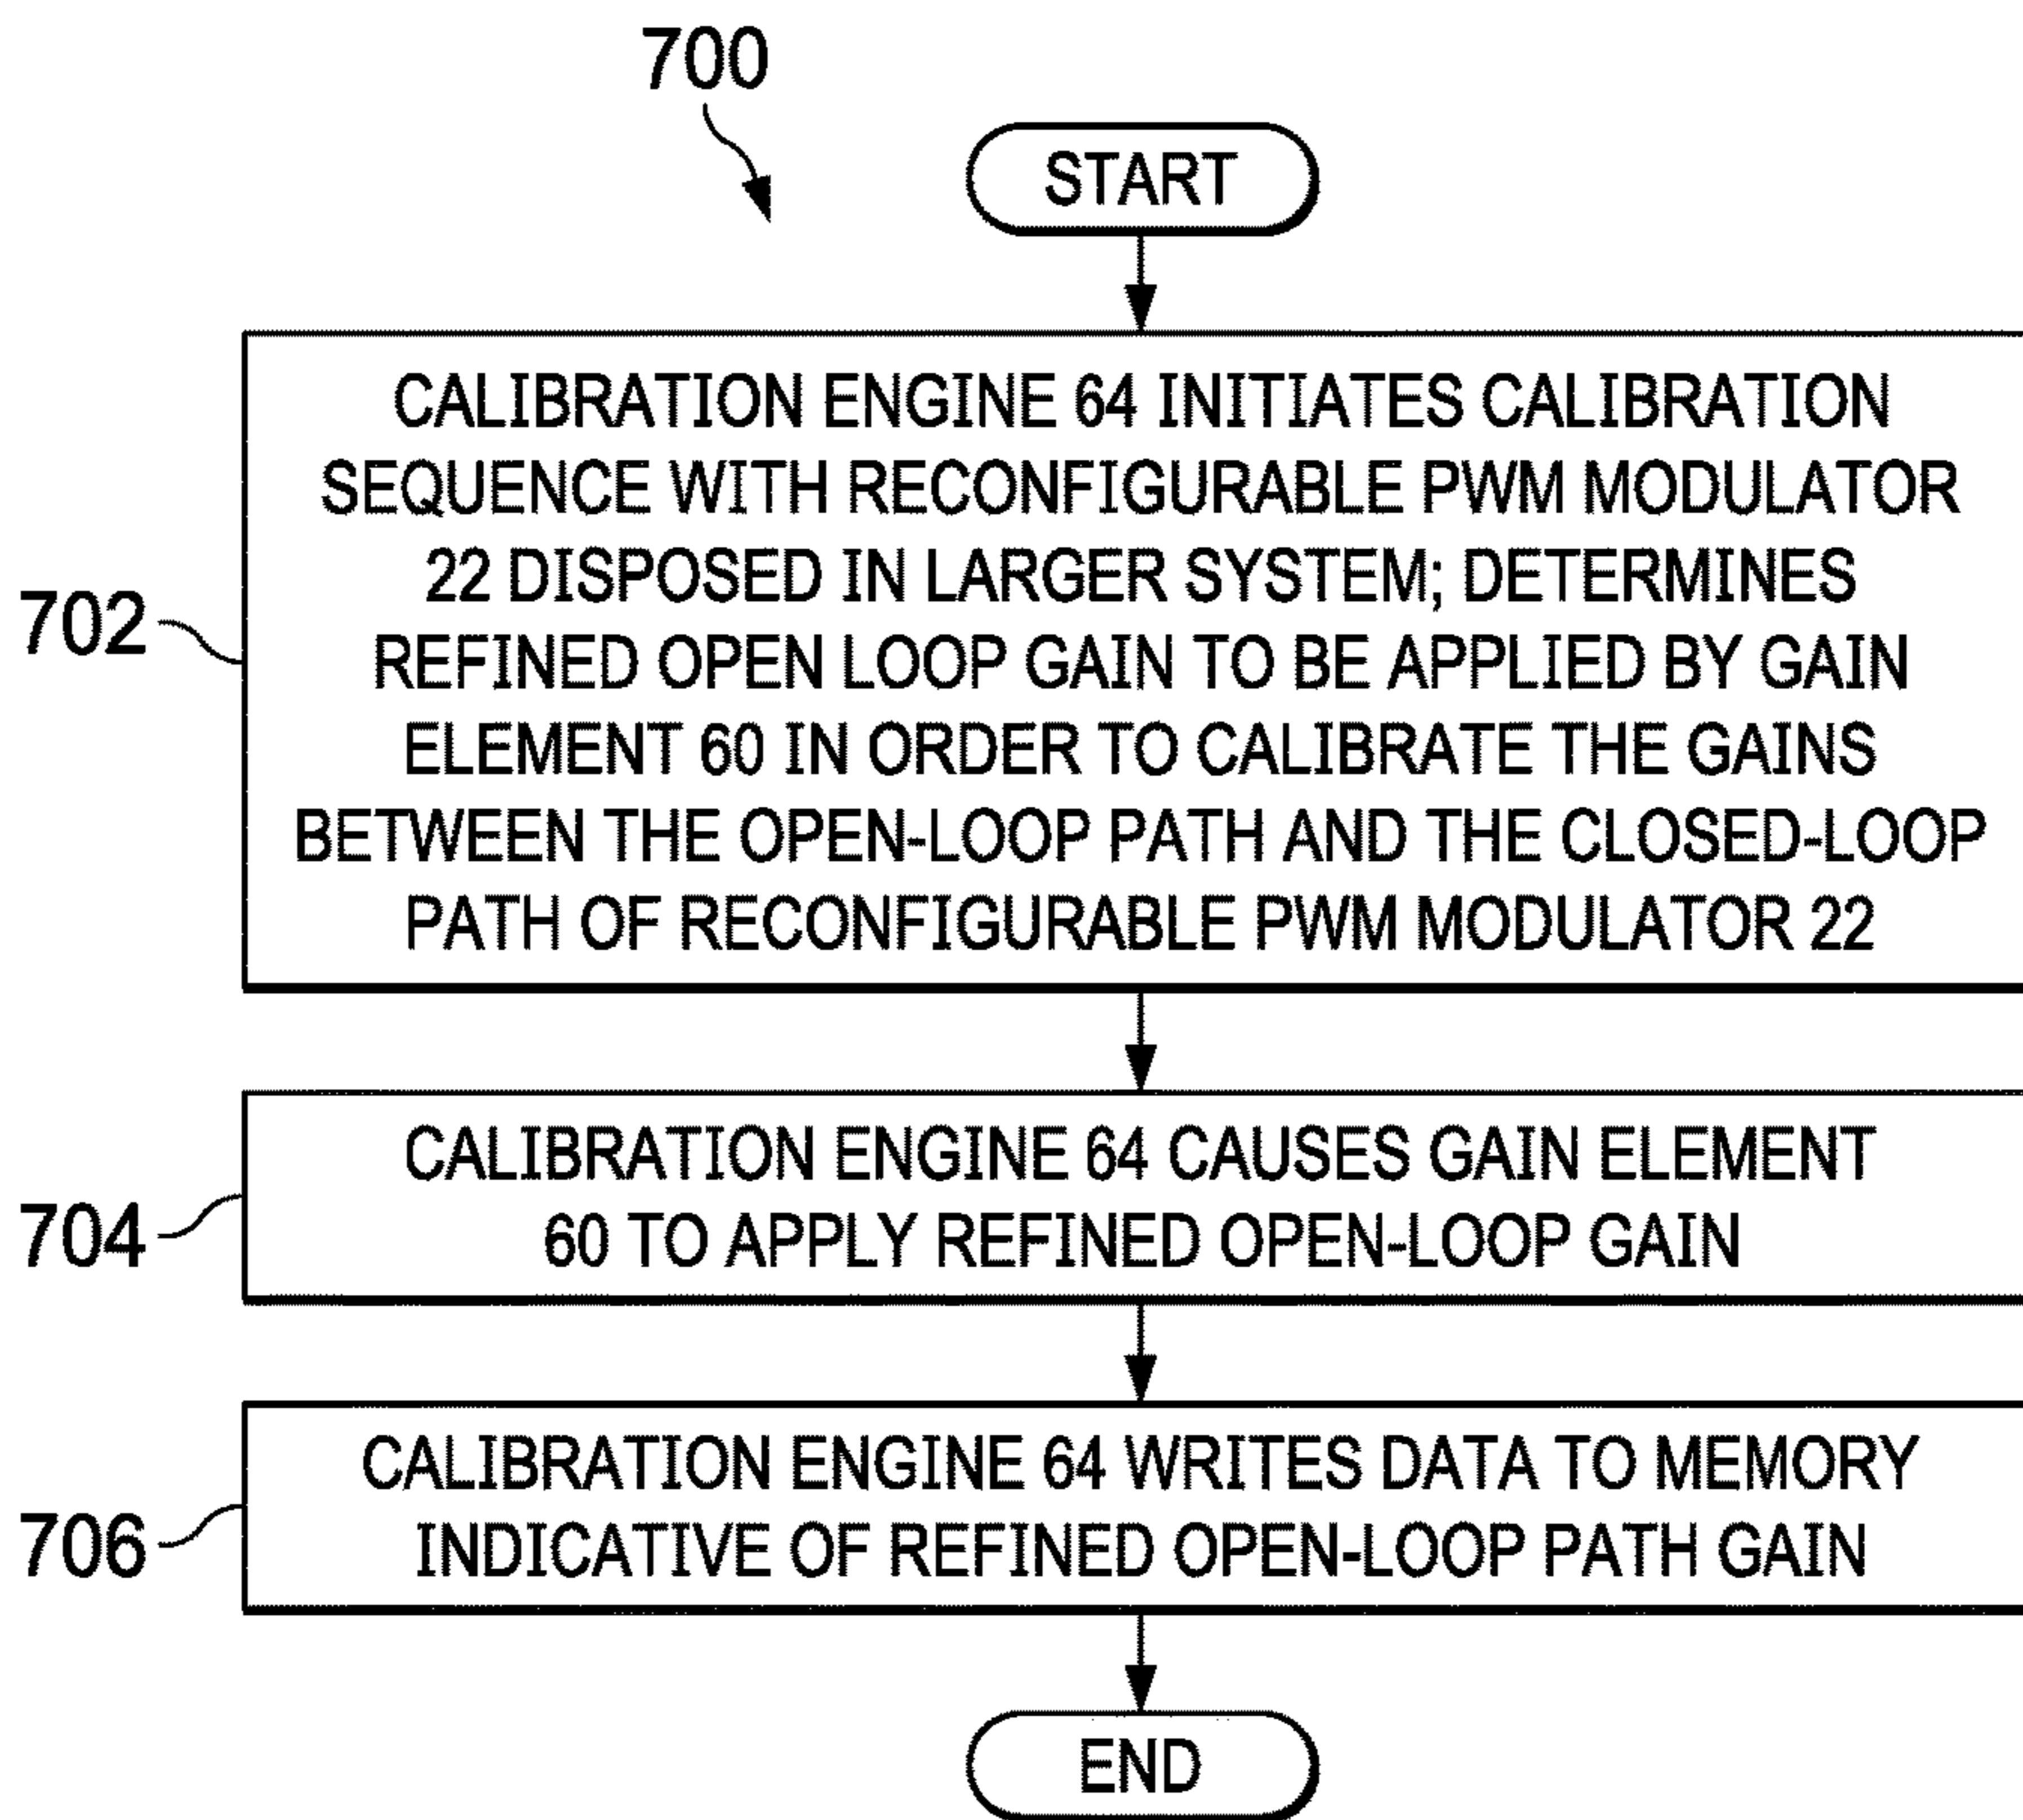 700
START
702
CALIBRATION ENGINE 64 INITIATES CALIBRATION
SEQUENCE WITH RECONFIGURABLE PWM MODULATOR
22 DISPOSED IN LARGER SYSTEM; DETERMINES
REFINED OPEN LOOP GAIN TO BE APPLIED BY GAIN
ELEMENT 60 IN ORDER TO CALIBRATE THE GAINS
BETWEEN THE OPEN-LOOP PATH AND THE CLOSED-LOOP
PATH OF RECONFIGURABLE PWM MODULATOR 22
704
CALIBRATION ENGINE 64 CAUSES GAIN ELEMENT
60 TO APPLY REFINED OPEN-LOOP GAIN
706
CALIBRATION ENGINE 64 WRITES DATA TO MEMORY
INDICATIVE OF REFINED OPEN-LOOP PATH GAIN
END